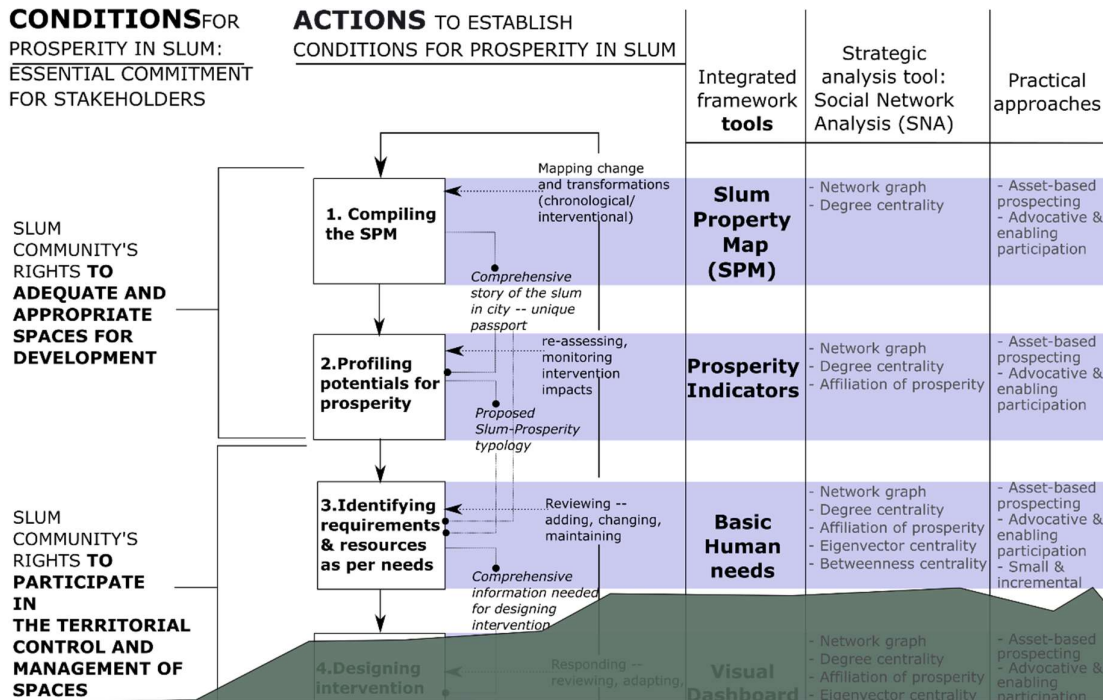 CONDITIONS FOR
PROSPERITY IN SLUM:
ESSENTIAL COMMITMENT
FOR STAKEHOLDERS
ACTIONS TO ESTABLISH
CONDITIONS FOR PROSPERITY IN SLUM
Integrated
framework
tools
Strategic
analysis tool:
Social Network
Analysis (SNA)
Practical
approaches
SLUM
COMMUNITY'S
RIGHTS TO
ADEQUATE AND
APPROPRIATE
SPACES FOR
DEVELOPMENT
1. Compiling
the SPM
Mapping change
and transformations
(chronological/
interventional)
Comprehensive
story of the slum
in city -- unique
passport
Slum
Property
Map
(SPM)
- Network graph
- Degree centrality
- Asset-based
prospecting
- Advocative &
enabling
participation
2.Profiling
potentials for
prosperity
re-assessing,
monitoring
intervention
impacts
Proposed
Slum-Prosperity
typology
Prosperity
Indicators
- Network graph
- Degree centrality
- Affiliation of prosperity
- Asset-based
prospecting
- Advocative &
enabling
participation
SLUM
COMMUNITY'S
RIGHTS TO
PARTICIPATE
IN
THE TERRITORIAL
CONTROL AND
MANAGEMENT OF
SPACES
3.Identifying
requirements
& resources
as per needs
Reviewing --
adding, changing,
maintaining
Comprehensive
information needed
for designing
intervention
Basic
Human
needs
- Network graph
- Degree centrality
- Affiliation of prosperity
- Eigenvector centrality
- Betweenness centrality
- Asset-based
prospecting
- Advocative &
enabling
participation
- Small &
incremental
4.Designing
intervention
Responding --
reviewing, adapting,
Visual
Dashboard
- Network graph
- Degree centrality
- Affiliation of prosperity
- Eigenvector centrality
- Asset-based
prospecting
- Advocative &
enabling
participation